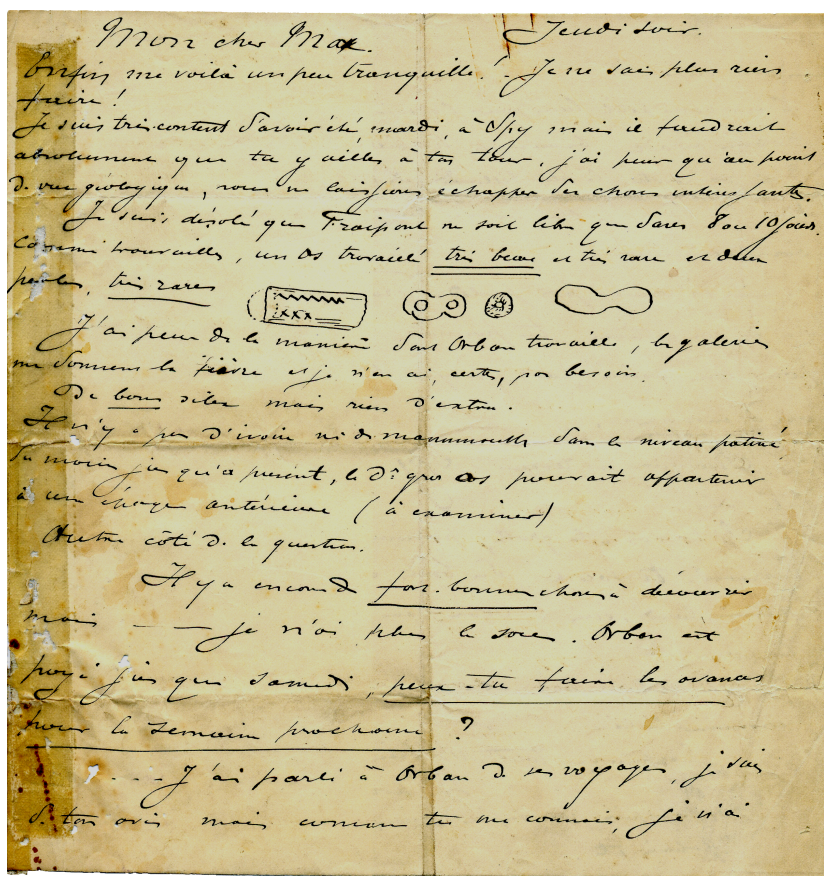 Mon cher Max. Jeudi soir.
Enfin me voilà un peu tranquille! Je ne sais plus rien
faire!
Je suis très content d'avoir été, mardi, à Spy mais il faudrait
absolument que tu y ailles à ton tour, j'ai peur qu'au point
de vue géologique, nous ne laissions échapper des choses intéressantes.
Je suis désolé que Fraipont ne soit libre que dans 8 ou 10 jours.
Comme trouvailles, un os travaillé très beau et très rare et deux
perles, très rares
xxx
J'ai peur de la manière dont Orban travaille, les galeries
me donnent la fièvre et je n'en ai, certes, pas besoin.
De bons silex mais rien d'extra.
Il n'y a pas d'ivoire ni de mammouth dans le niveau patiné,
du moins jus qu'à présent, le dr gros os pourrait appartenir
à un étage antérieur (à examiner)
Autre côté de la question.
Il y a encore de fort bonnes choses à découvrir
mais —— je n'ai plus le sou. Orban est
payé jus que samedi, peux-tu faire les avances
pour la semaine prochaine ?
... J'ai parlé à Orban de ses voyages, je suis
de ton avis mais comme tu me connais, je n'ai